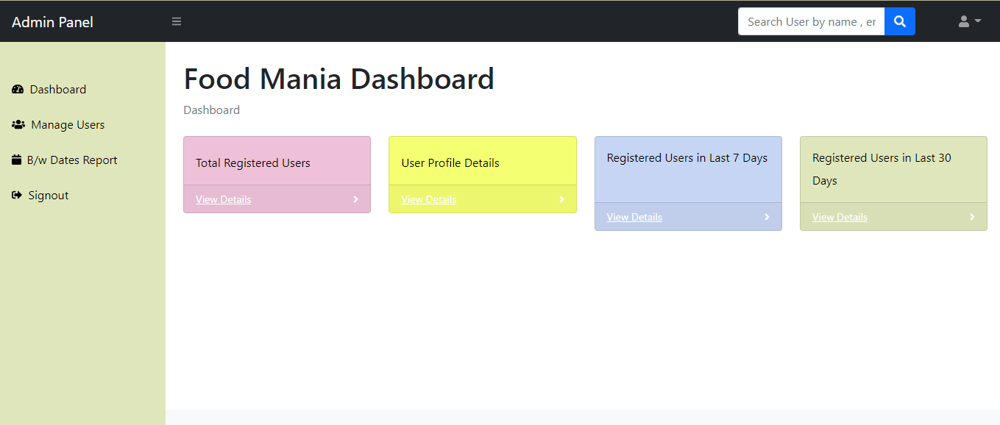 Admin Panel
Search User by name , er
Dashboard
Manage Users
B/w Dates Report
Signout
Food Mania Dashboard
Dashboard
Total Registered Users
View Details
User Profile Details
View Details
Registered Users in Last 7 Days
View Details
Registered Users in Last 30
Days
View Details